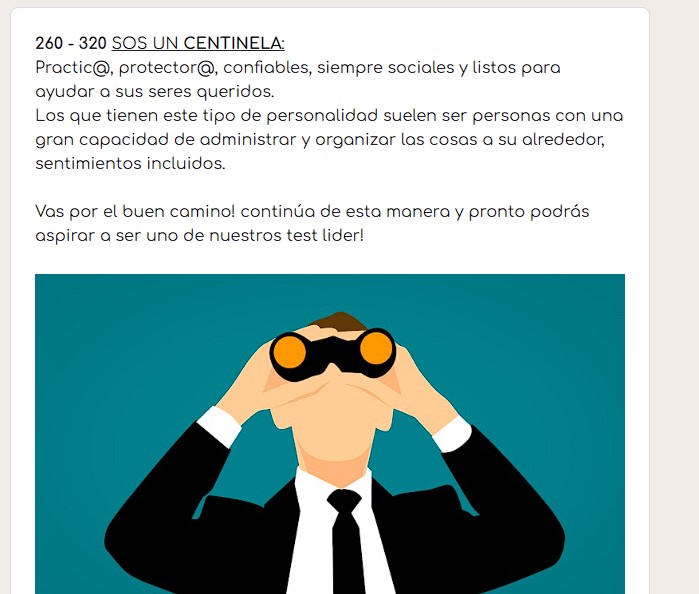 260 - 320 SOS UN CENTINELA:
Practic@, protector@, confiables, siempre sociales y listos para
ayudar a sus seres queridos.
Los que tienen este tipo de personalidad suelen ser personas con una
gran capacidad de administrar y organizar las cosas a su alrededor,
sentimientos incluidos.
Vas por el buen camino! continúa de esta manera y pronto podrás
aspirar a ser uno de nuestros test lider!